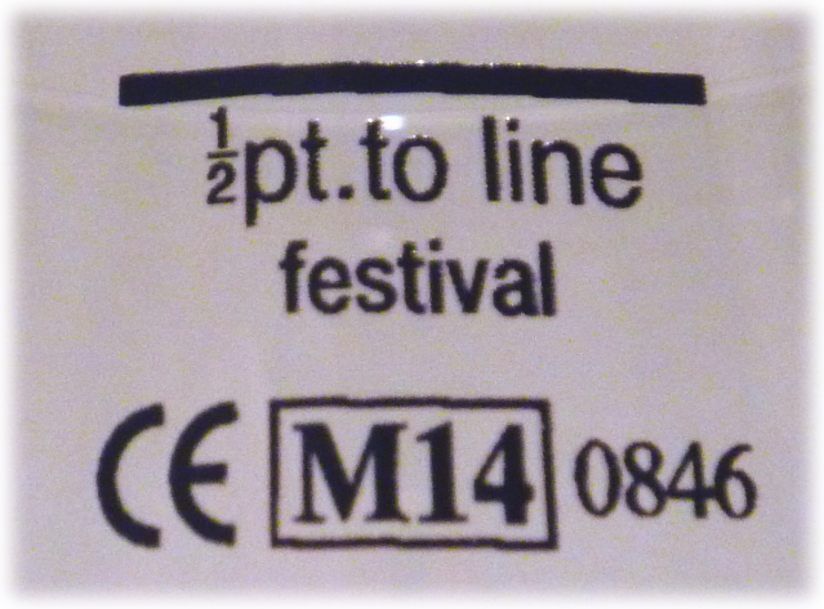 ½pt.to line
festival
CE M14 0846